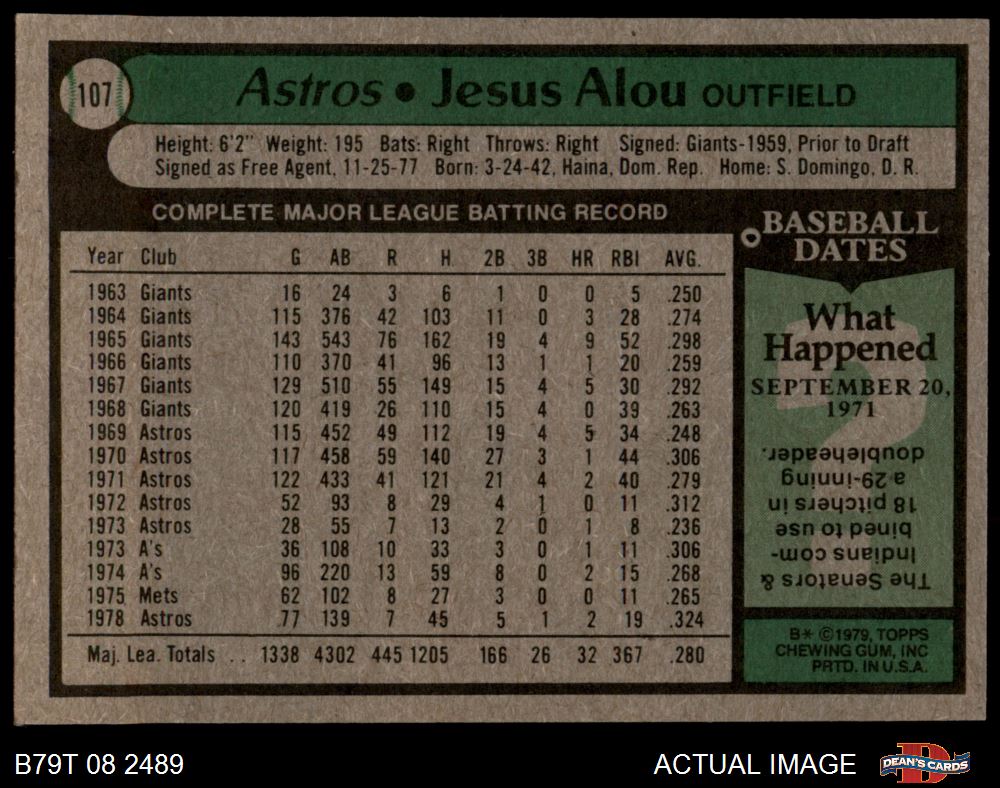 107
Astros • Jesus Alou OUTFIELD
Height: 6'2" Weight: 195 Bats: Right Throws: Right Signed: Giants-1959, Prior to Draft
Signed as Free Agent, 11-25-77 Born: 3-24-42, Haina, Dom. Rep. Home: S. Domingo, D. R.
COMPLETE MAJOR LEAGUE BATTING RECORD
Year Club G AB R H 2B 3B HR RBI AVG.
1963 Giants 16 24 3 6 1 0 0 5 .250
1964 Giants 115 376 42 103 11 0 3 28 .274
1965 Giants 143 543 76 162 19 4 9 52 .298
1966 Giants 110 370 41 96 13 1 1 20 .259
1967 Giants 129 510 55 149 15 4 5 30 .292
1968 Giants 120 419 26 110 15 4 0 39 .263
1969 Astros 115 452 49 112 19 4 5 34 .248
1970 Astros 117 458 59 140 27 3 1 44 .306
1971 Astros 122 433 41 121 21 4 2 40 .279
1972 Astros 52 93 8 29 4 1 0 11 .312
1973 Astros 28 55 7 13 2 0 1 8 .236
1973 A's 36 108 10 33 3 0 1 11 .306
1974 A's 96 220 13 59 8 0 2 15 .268
1975 Mets 62 102 8 27 3 0 0 11 .265
1978 Astros 77 139 7 45 5 1 2 19 .324
Maj. Lea. Totals . . 1338 4302 445 1205 166 26 32 367 .280
BASEBALL
DATES
What
Happened
SEPTEMBER 20,
1971
The Senators &
Indians com-
bined to use
18 pitchers in
a 29-inning
doubleheader.
B* ©1979, TOPPS
CHEWING GUM, INC
PRTD. IN U.S.A.
B79T 08 2489
ACTUAL IMAGE
D
DEAN'S CARDS